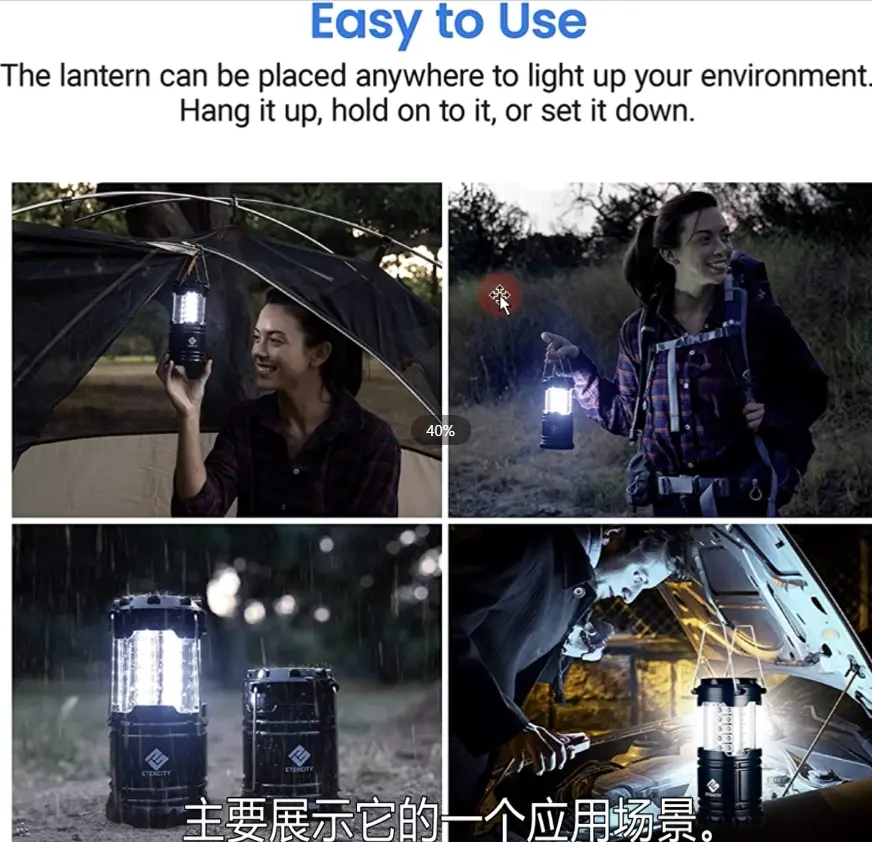 Easy to Use
The lantern can be placed anywhere to light up your environment.
Hang it up, hold on to it, or set it down.
40%
ETEKCITY
ETEKCITY
ETEKCITY
主要展示它的一个应用场景。